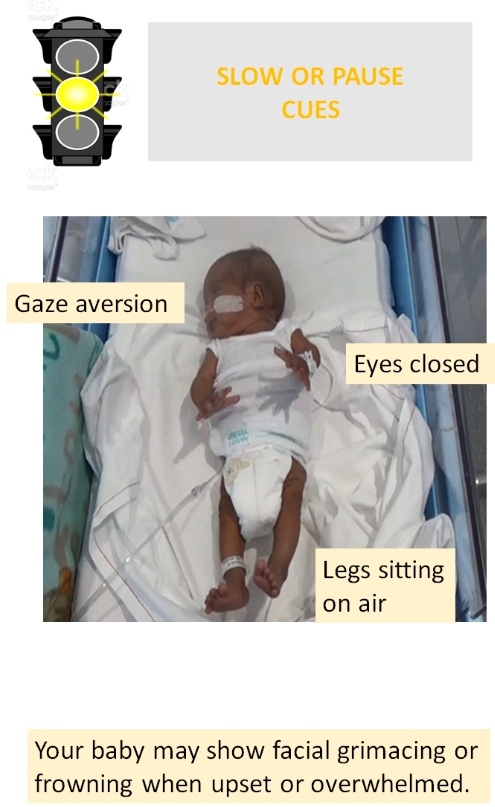 SLOW OR PAUSE
CUES
Gaze aversion
Eyes closed
Legs sitting
on air
Your baby may show facial grimacing or
frowning when upset or overwhelmed.